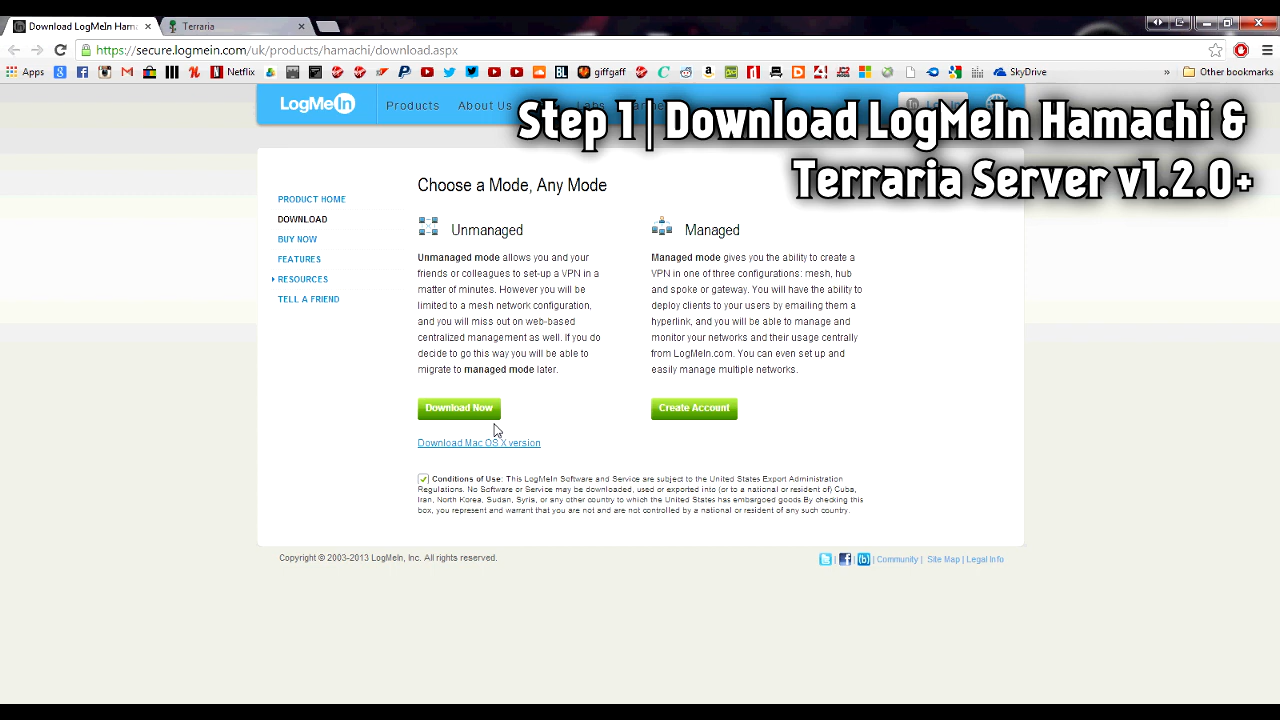 Download LogMeIn Hama
Terraria
https://secure.logmein.com/uk/products/hamachi/download.aspx
Apps
Netflix
giffgaff
SkyDrive
»
Other bookmarks
LogMeIn
Products
About Us
Labs
Step 1 | Download LogMeIn Hamachi &
Terraria Server v1.2.0+
PRODUCT HOME
DOWNLOAD
BUY NOW
FEATURES
RESOURCES
TELL A FRIEND
Choose a Mode, Any Mode
Unmanaged
Unmanaged mode allows you and your
friends or colleagues to set-up a VPN in a
matter of minutes. However you will be
limited to a mesh network configuration,
and you will miss out on web-based
centralized management as well. If you do
decide to go this way you will be able to
migrate to managed mode later.
Download Now
Download Mac OS X version
Managed
Managed mode gives you the ability to create a
VPN in one of three configurations: mesh, hub
and spoke or gateway. You will have the ability to
deploy clients to your users by emailing them a
hyperlink, and you will be able to manage and
monitor your networks and their usage centrally
from LogMeIn.com. You can even set up and
easily manage multiple networks.
Create Account
Conditions of Use: This LogMeIn Software and Service are subject to the United States Export Administration
Regulations. No Software or Service may be downloaded, used or exported into (or to a national or resident of) Cuba,
Iran, North Korea, Sudan, Syria, or any other country to which the United States has embargoed goods By checking this
box, you represent and warrant that you are not and are not controlled by a national or resident of any such country.
Copyright © 2003-2013 LogMeIn, Inc. All rights reserved.
| | | Community | Site Map | Legal Info